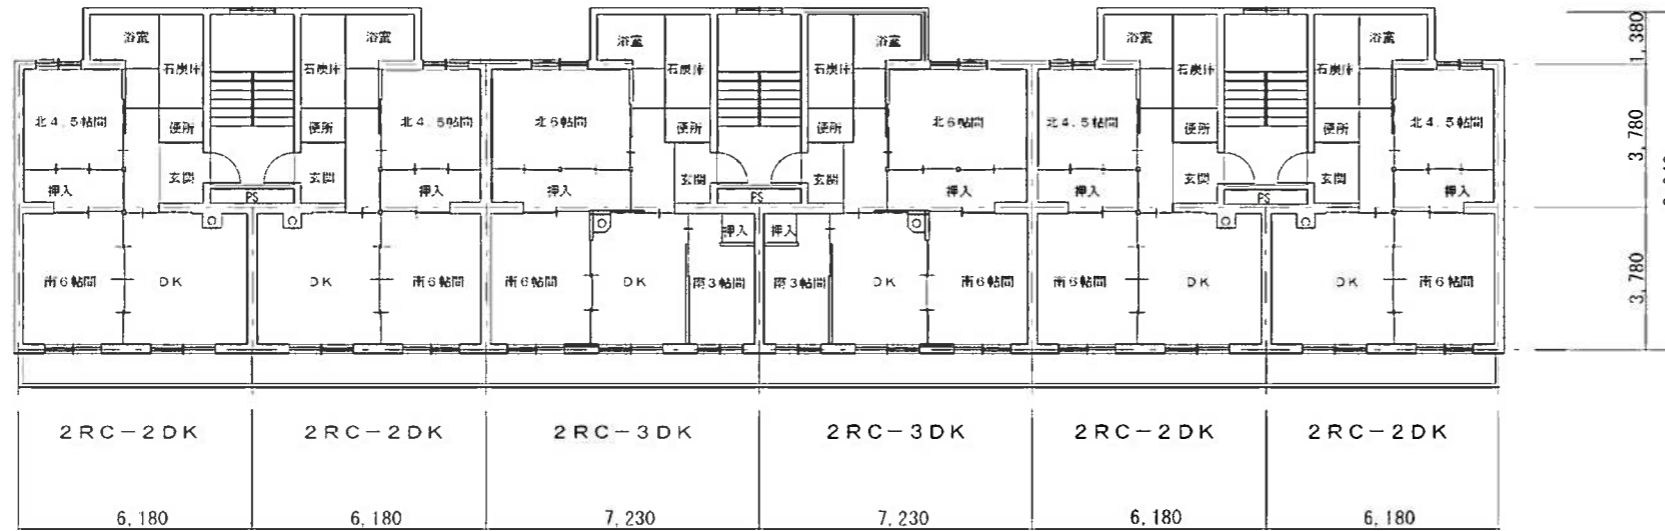 浴室 浴室 浴室 浴室 浴室 浴室 1,380
石炭庫 石炭庫 石炭庫 石炭庫 石炭庫 石炭庫
北4.5帖間 便所 便所 北4.5帖間 北6帖間 便所 便所 北6帖間 北4.5帖間 便所 便所 北4.5帖間 3,780
押入 玄関 玄関 押入 押入 玄関 玄関 押入 押入 玄関 玄関 押入
PS PS PS
押入 押入
南6帖間 DK DK 南6帖間 南6帖間 DK 南3帖間 南3帖間 DK 南6帖間 南6帖間 DK DK 南6帖間 3,780
2RC-2DK 2RC-2DK 2RC-3DK 2RC-3DK 2RC-2DK 2RC-2DK
6,180 6,180 7,230 7,230 6,180 6,180